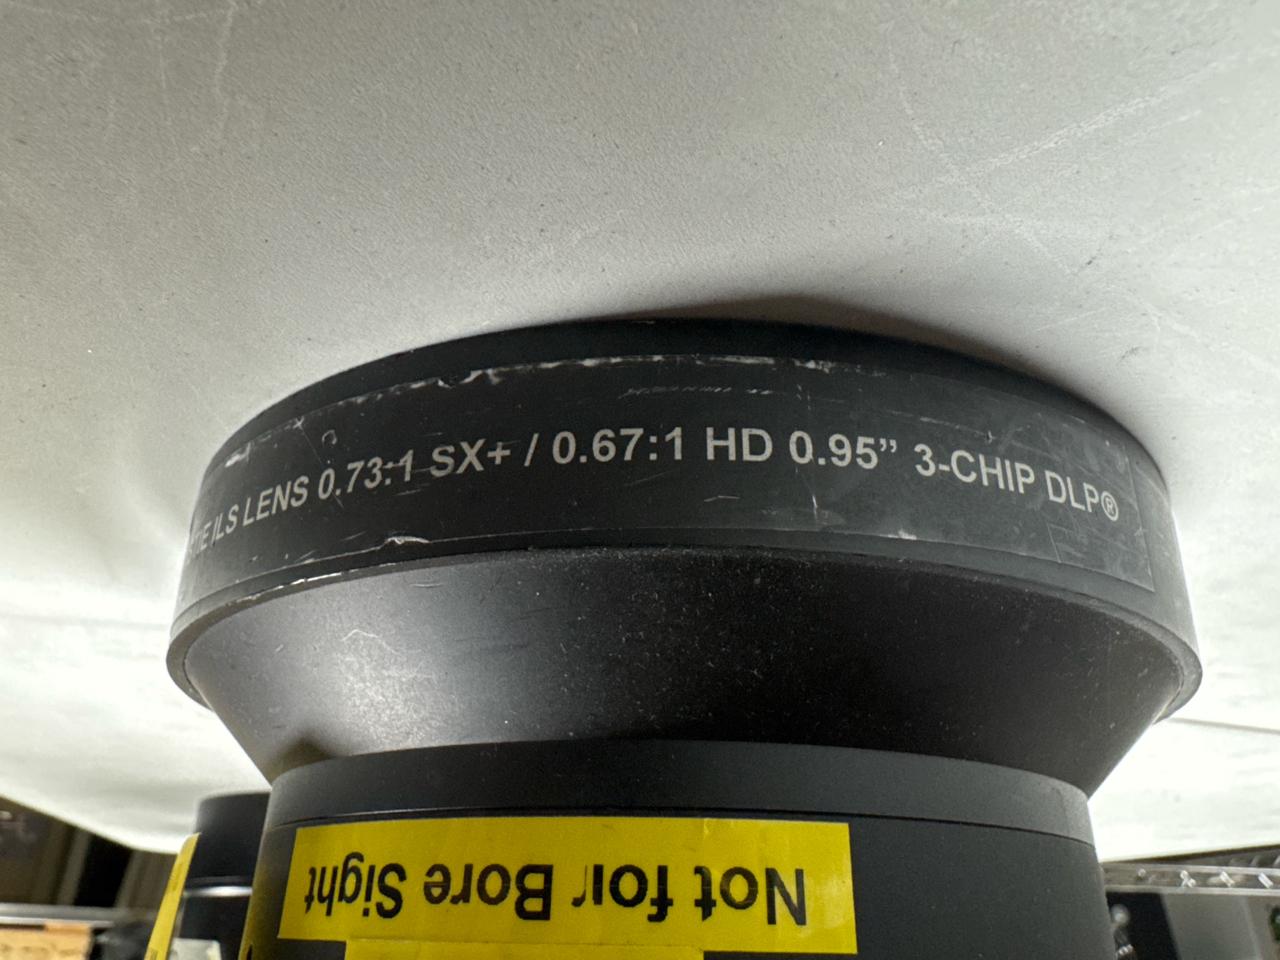 ILS LENS 0.73:1 SX+ / 0.67:1 HD 0.95” 3-CHIP DLP®
Not for Bore Sight